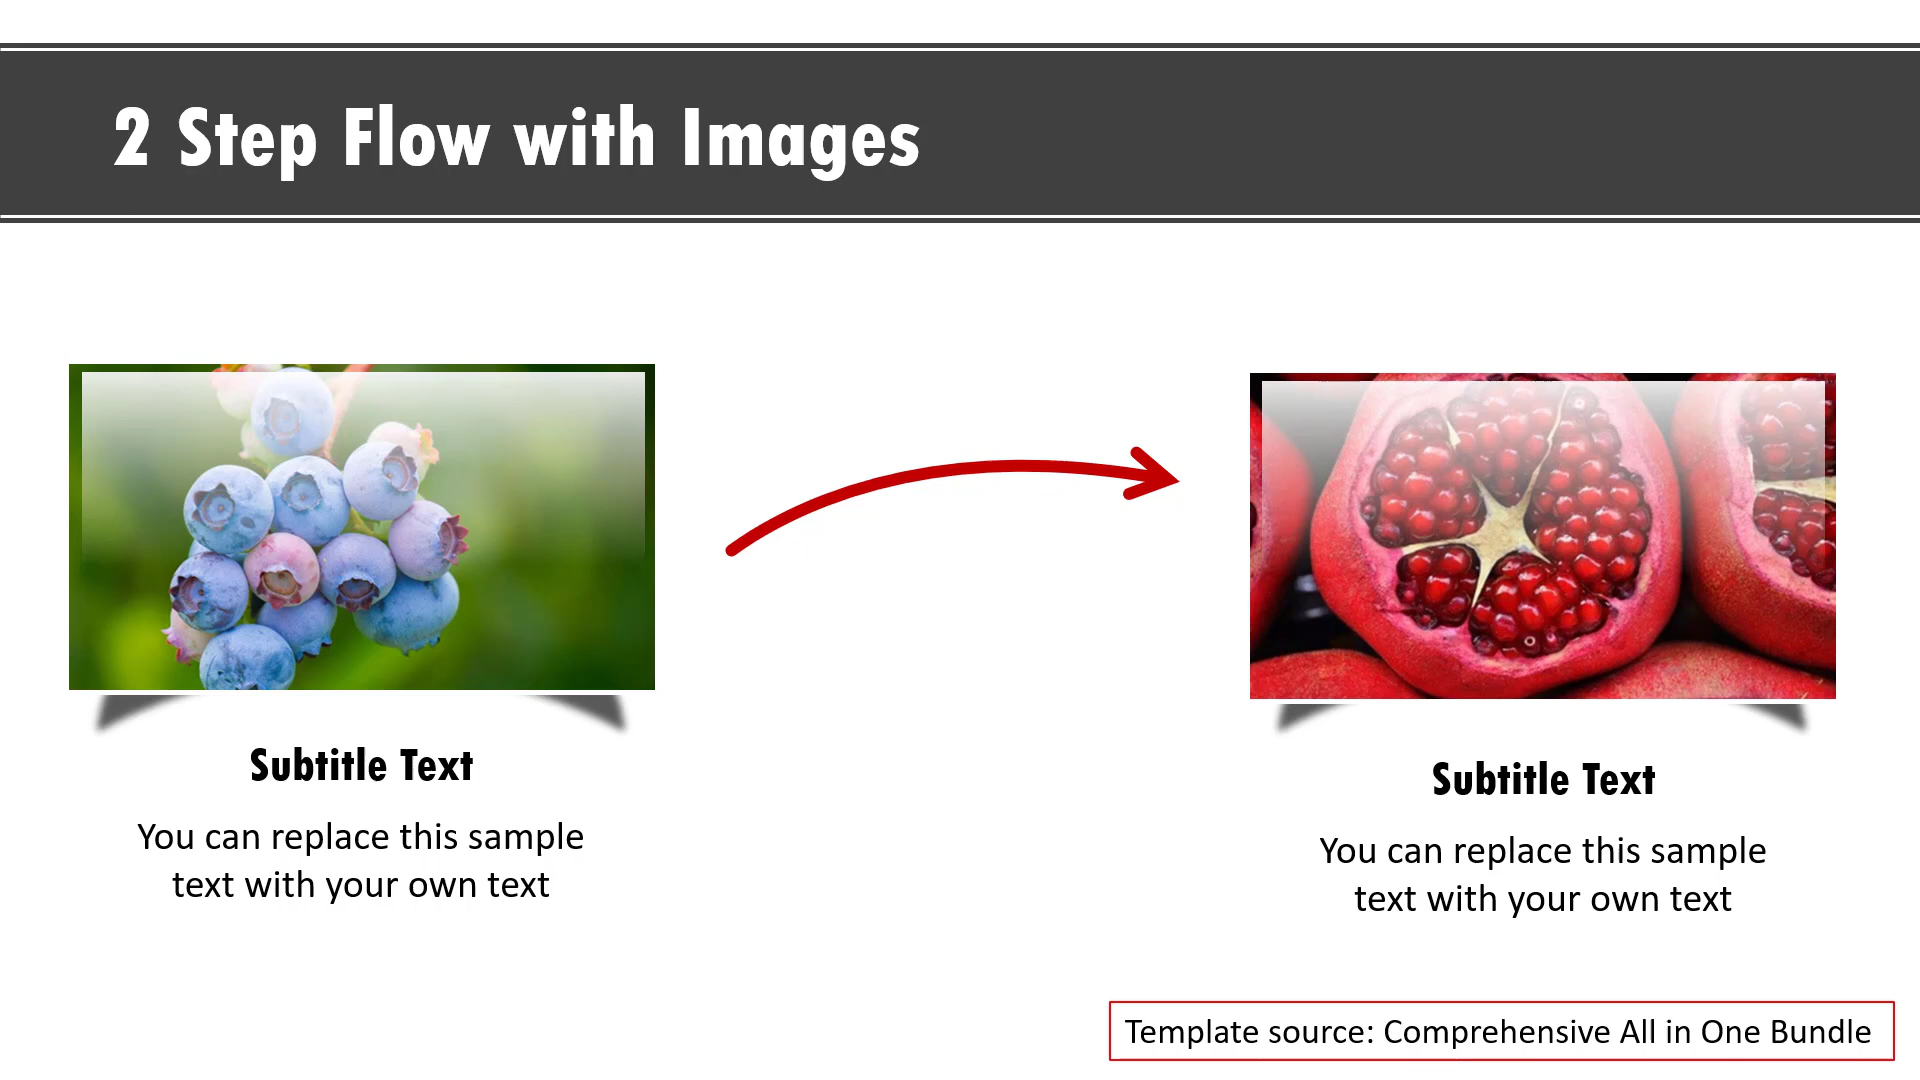 2 Step Flow with Images
Subtitle Text
You can replace this sample
text with your own text
Subtitle Text
You can replace this sample
text with your own text
Template source: Comprehensive All in One Bundle